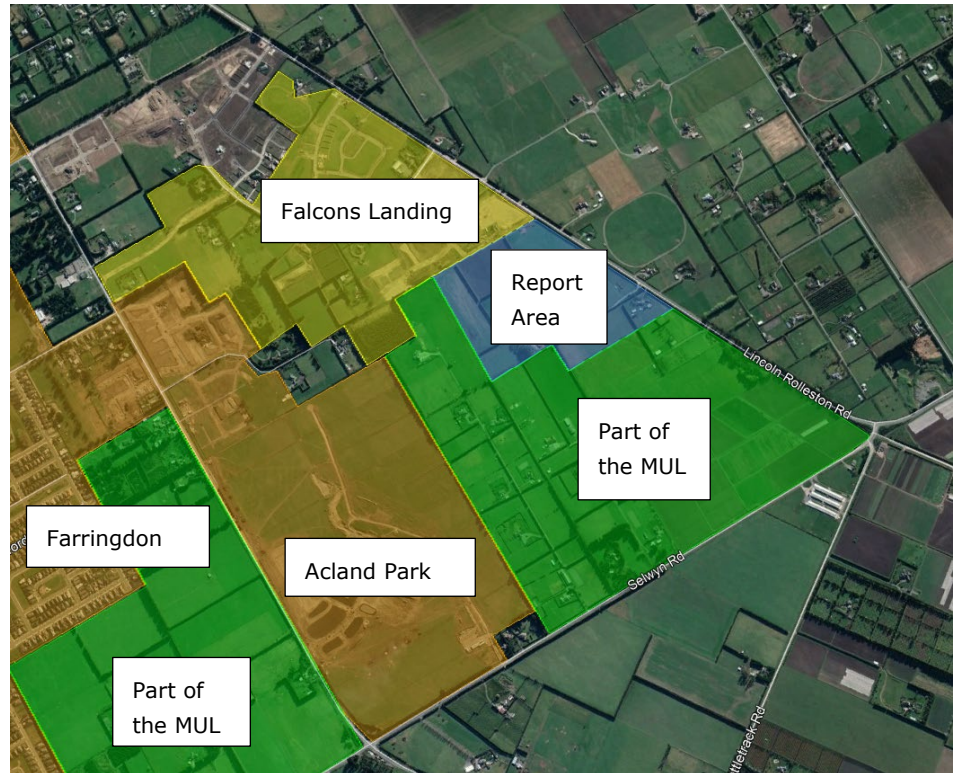 Falcons Landing
Report
Area
Lincoln Rolleston Rd
Part of
the MUL
Farringdon
Acland Park
Selwyn Rd
Part of
the MUL